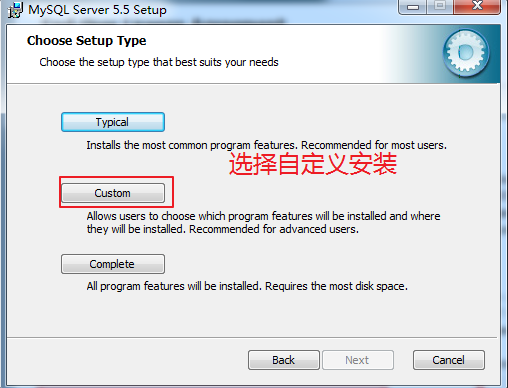 MySQL Server 5.5 Setup
Choose Setup Type
Choose the setup type that best suits your needs
Typical
Installs the most common program features. Recommended for most users.
选择自定义安装
Custom
Allows users to choose which program features will be installed and where
they will be installed. Recommended for advanced users.
Complete
All program features will be installed. Requires the most disk space.
Back
Next
Cancel